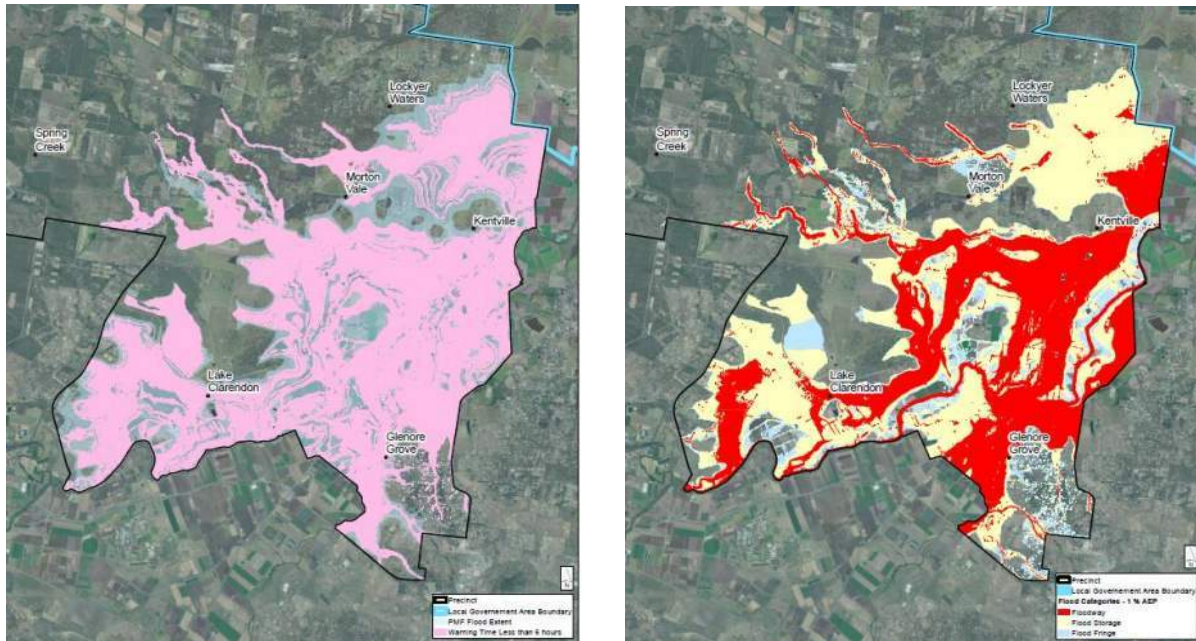 Lockyer
Waters
Spring
Creek
Morton
Vale
Kentville
Lake
Clarendon
Glenore
Grove
Precinct
Local Governement Area Boundary
PMF Flood Extent
Warning Time Less than 6 hours
Lockyer
Waters
Spring
Creek
Morton
Vale
Kentville
Lake
Clarendon
Glenore
Grove
Precinct
Local Governement Area Boundary
Flood Categories - 1 % AEP
Floodway
Flood Storage
Flood Fringe